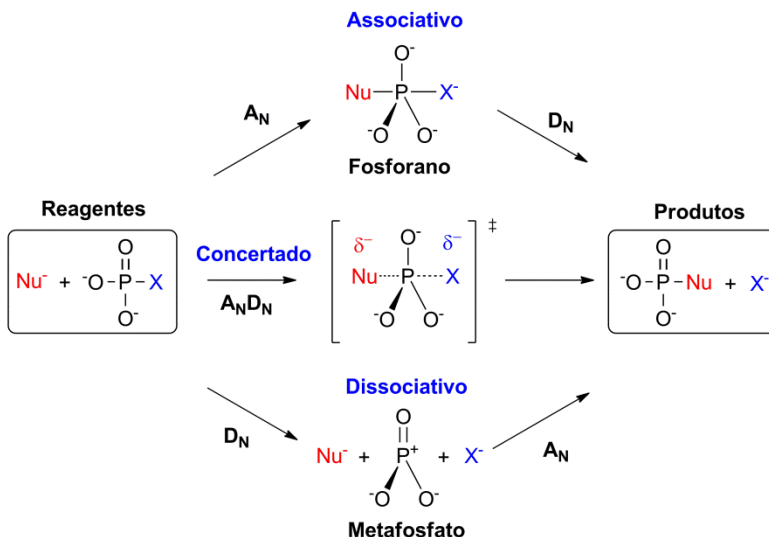 Associativo
O⁻
Nu P X⁻
⁻O O⁻
Fosforano
A_N
D_N
Reagentes
Nu⁻ + ⁻O P X
O
O⁻
Concertado
A_ND_N
‡
δ⁻ O⁻ δ⁻
Nu P X
⁻O O⁻
Produtos
O
⁻O P Nu + X⁻
O⁻
Dissociativo
D_N
O
Nu⁻ + P⁺ + X⁻
⁻O O⁻
A_N
Metafosfato